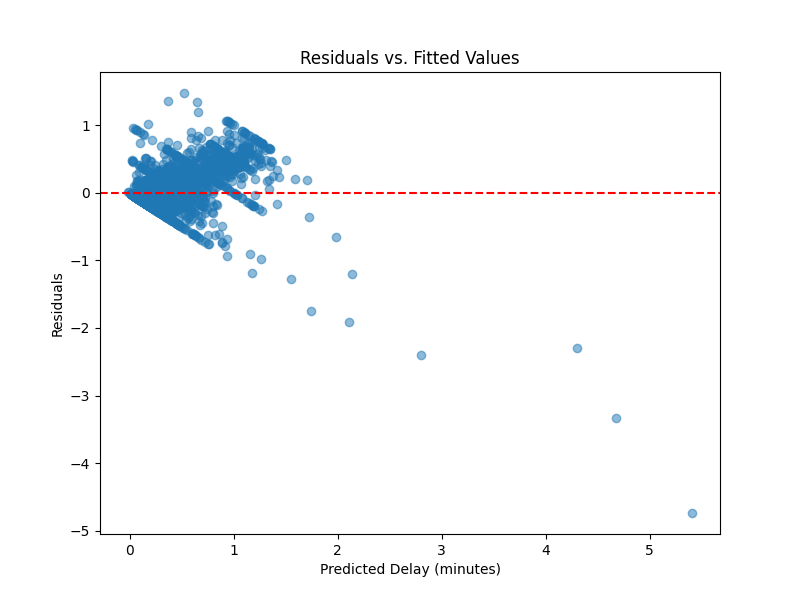 Residuals vs. Fitted Values
Residuals
1
0
−1
−2
−3
−4
−5
0 1 2 3 4 5
Predicted Delay (minutes)